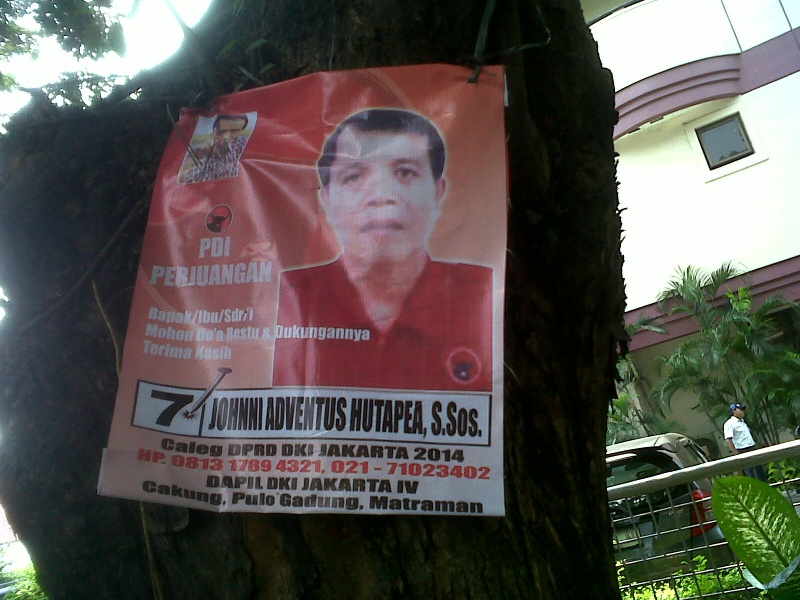 PDI
PERJUANGAN
Bapak/Ibu/Sdr/i
Mohon Do'a Restu & Dukungannya
Terima Kasih
7 JOHNNI ADVENTUS HUTAPEA, S.Sos.
Caleg DPRD DKI JAKARTA 2014
HP. 0813 1789 4321, 021 - 71023402
DAPIL DKI JAKARTA IV
Cakung, Pulo Gadung, Matraman